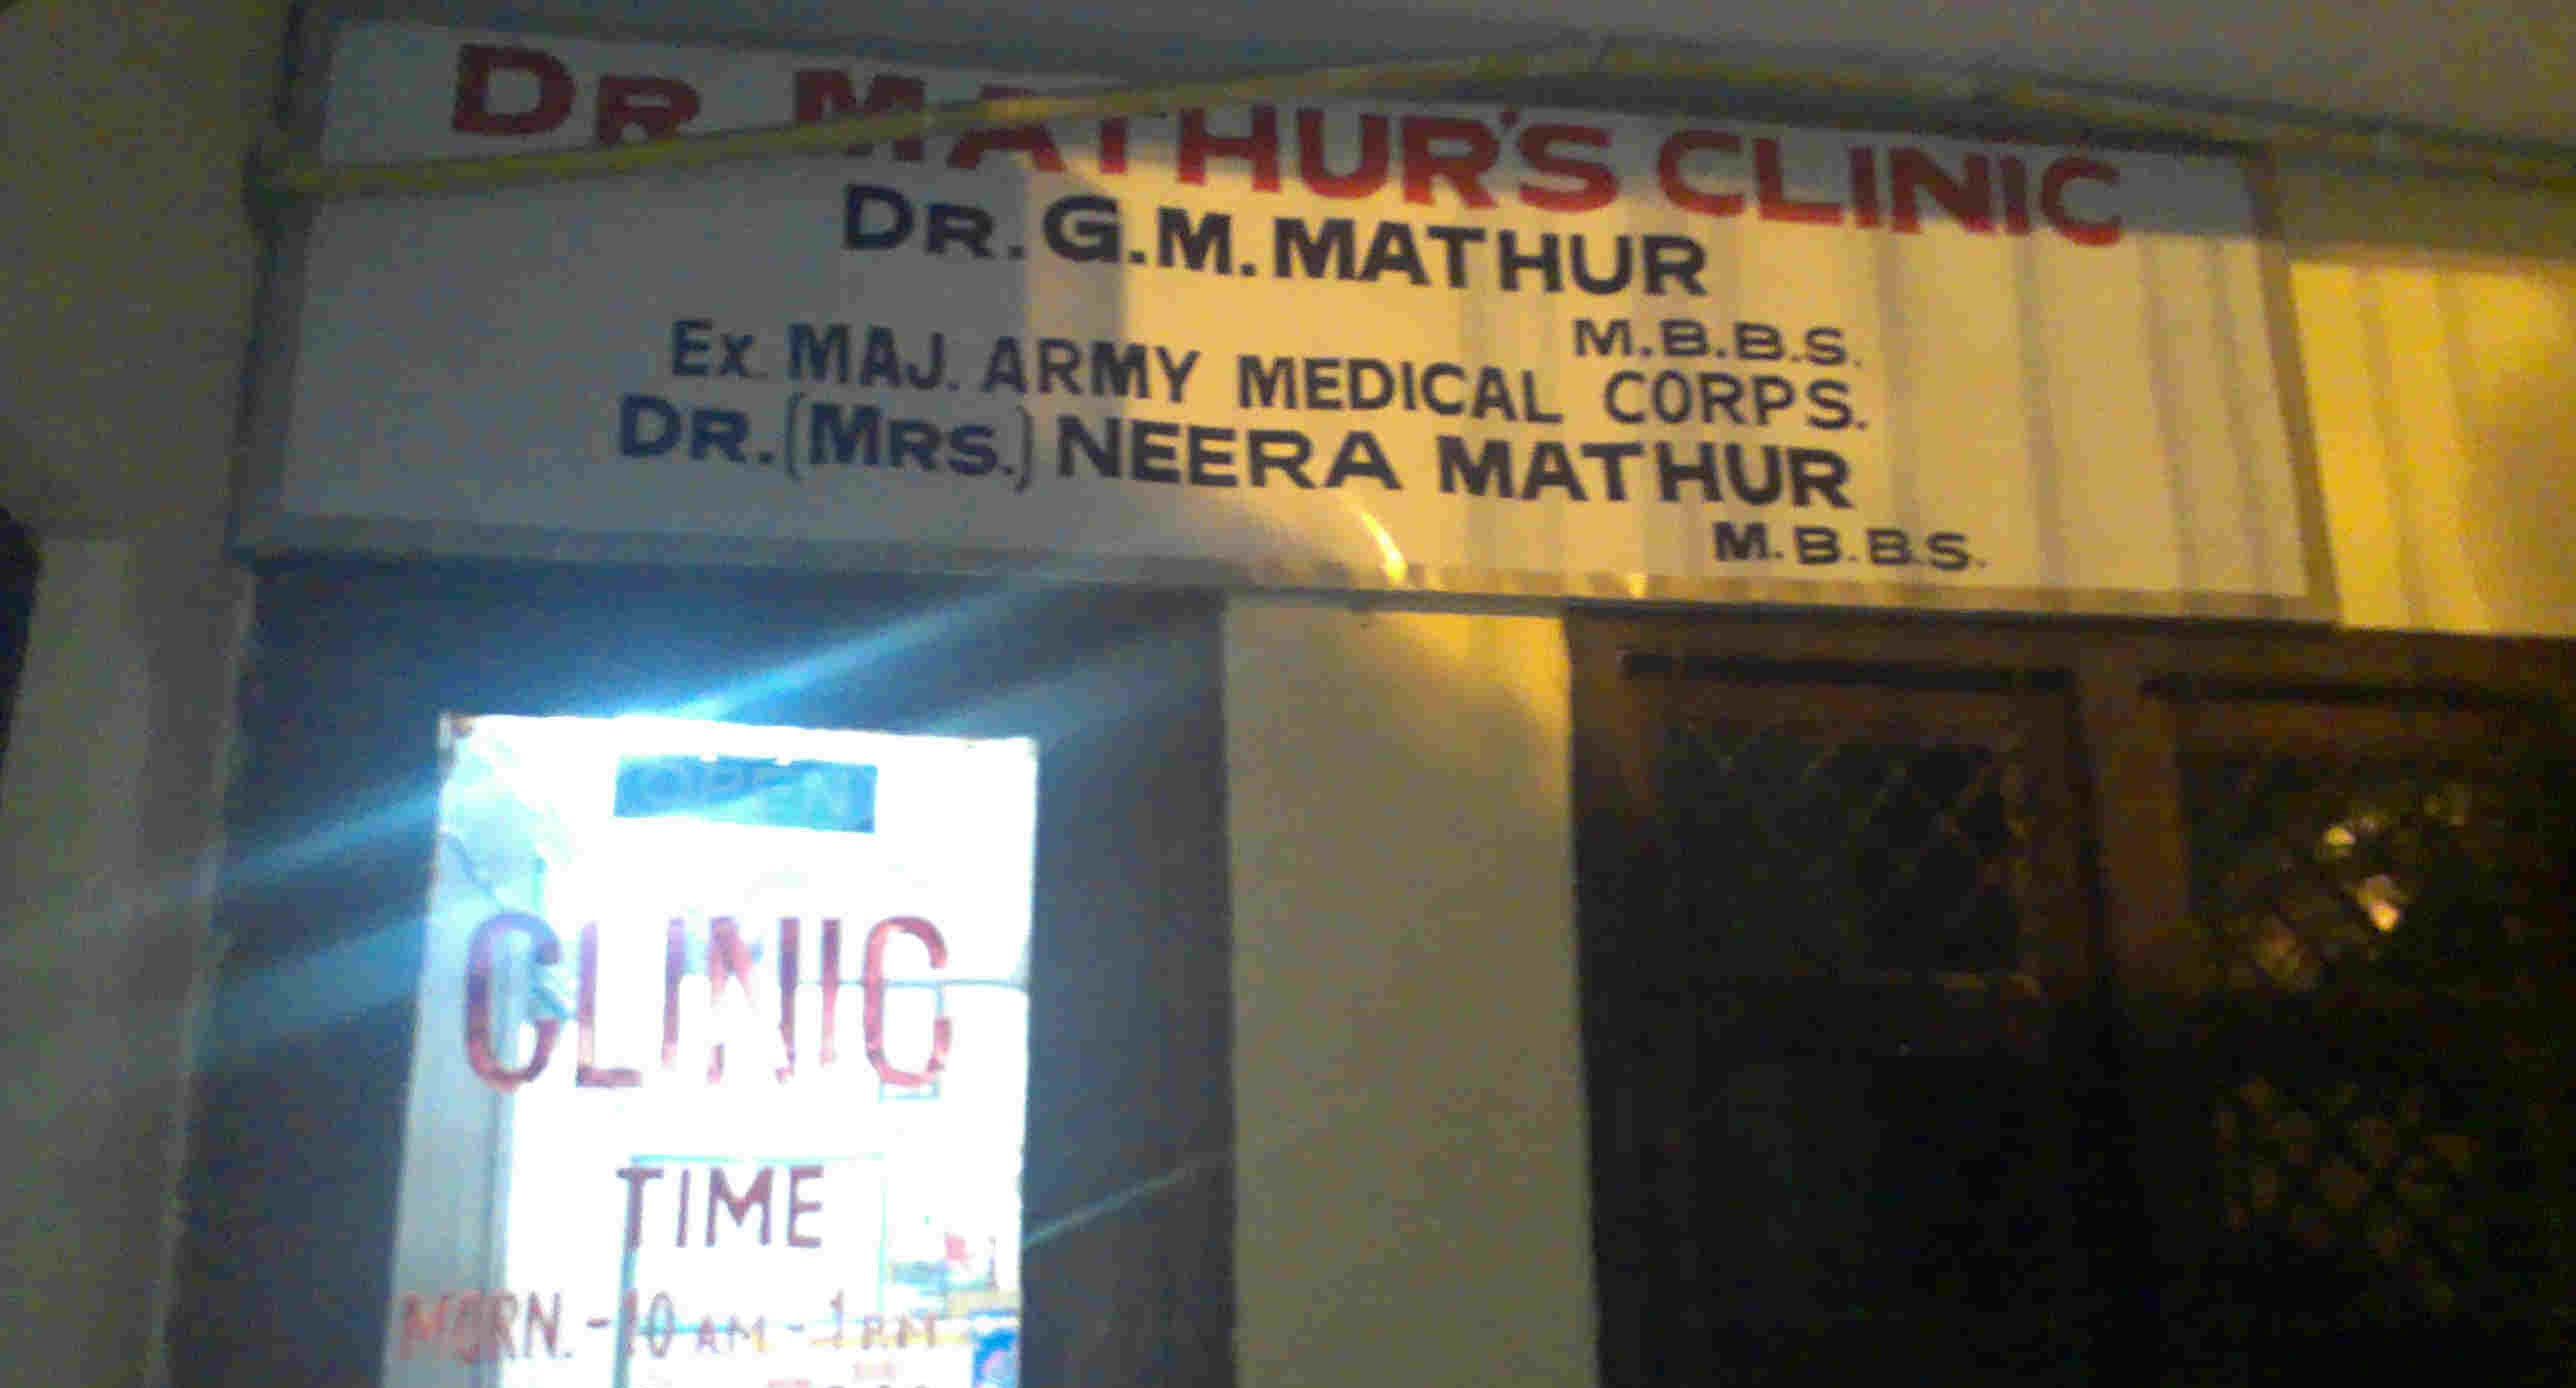 DR. MATHUR'S CLINIC
DR. G.M. MATHUR
M.B.B.S.
Ex. MAJ. ARMY MEDICAL CORPS.
DR. (MRS.) NEERA MATHUR
M.B.B.S.
OPEN
CLINIC
TIME
MORN. - 10 AM - 1 PM